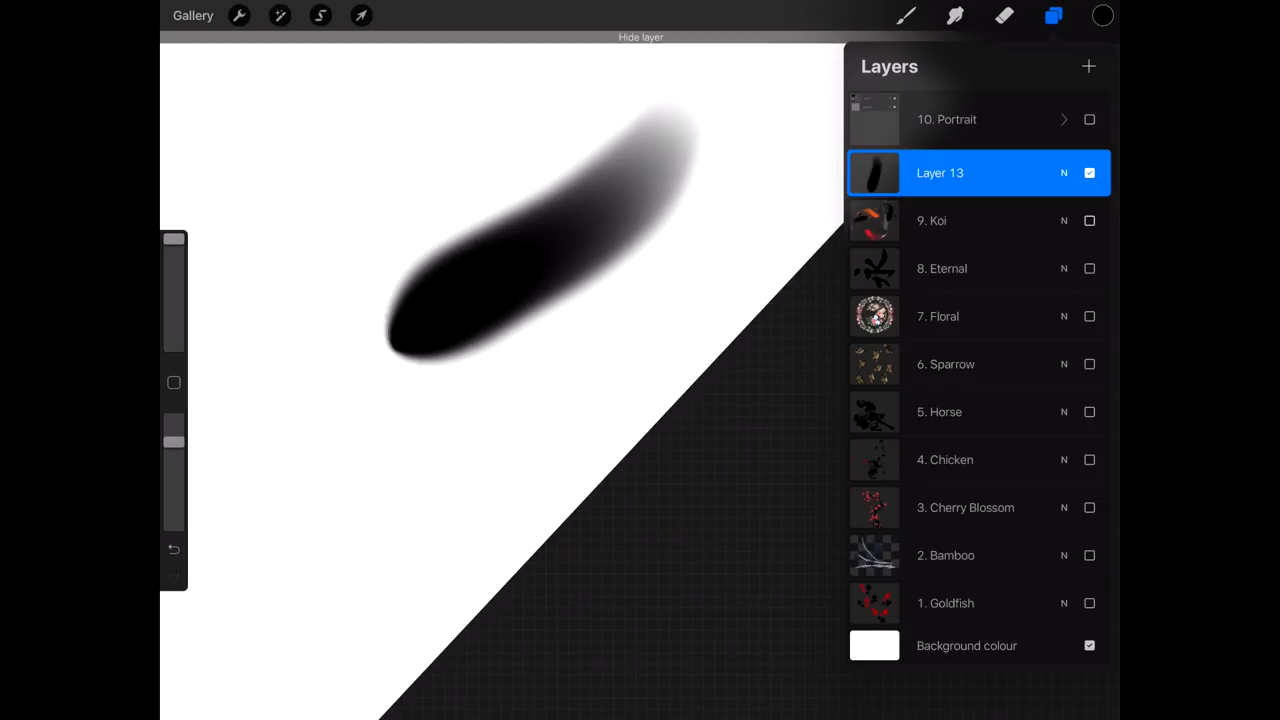 Gallery
Hide layer
Layers
10. Portrait
Layer 13 N
9. Koi N
8. Eternal N
7. Floral N
6. Sparrow N
5. Horse N
4. Chicken N
3. Cherry Blossom N
2. Bamboo N
1. Goldfish N
Background colour